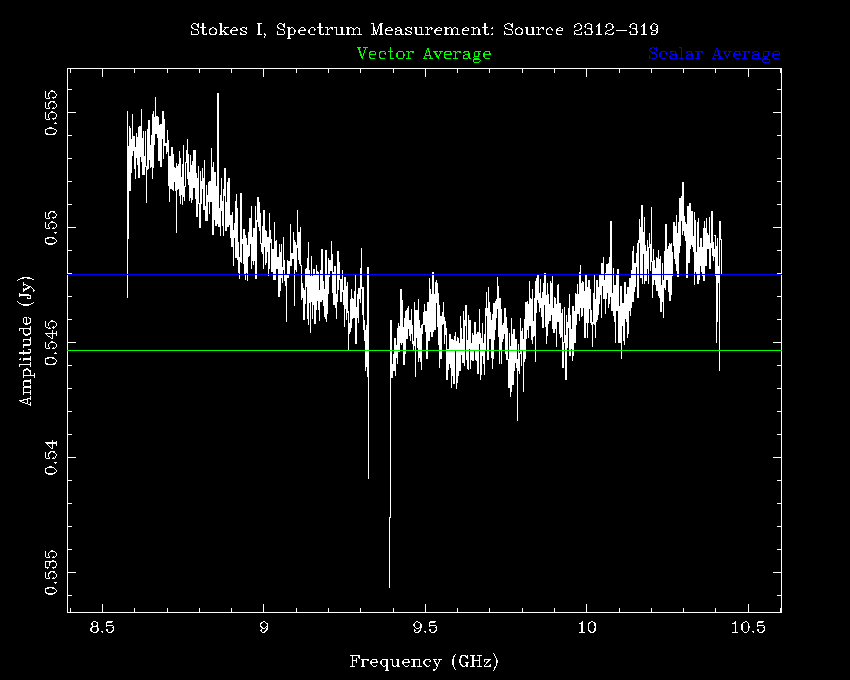 Stokes I, Spectrum Measurement: Source 2312−319
Vector Average Scalar Average
0.555
0.55
0.545
0.54
0.535
Amplitude (Jy)
8.5 9 9.5 10 10.5
Frequency (GHz)